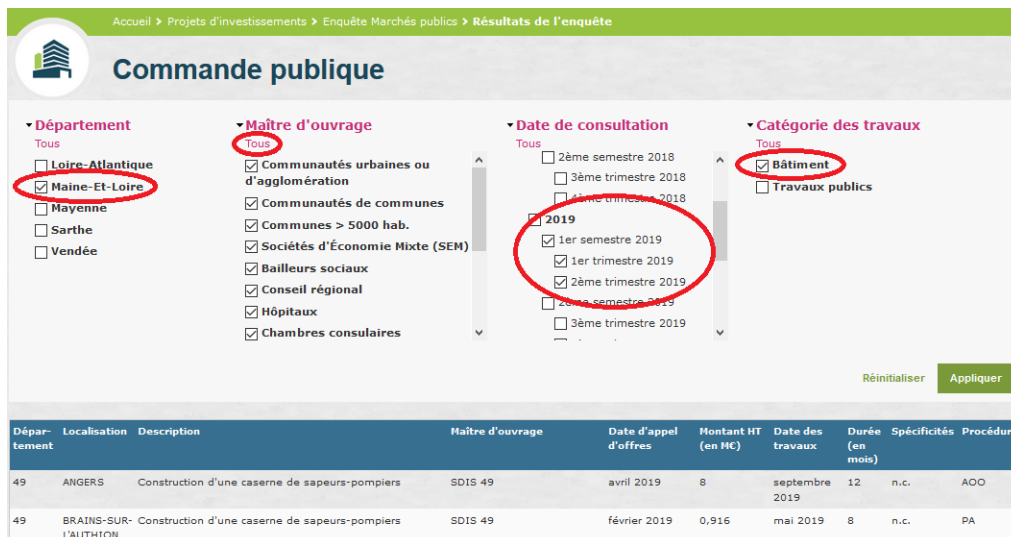 Accueil > Projets d'investissements > Enquête Marchés publics > Résultats de l'enquête
Commande publique
Département
Tous
Loire-Atlantique
Maine-Et-Loire
Mayenne
Sarthe
Vendée
Maître d'ouvrage
Tous
Communautés urbaines ou
d'agglomération
Communautés de communes
Communes > 5000 hab.
Sociétés d'Économie Mixte (SEM)
Bailleurs sociaux
Conseil régional
Hôpitaux
Chambres consulaires
Date de consultation
Tous
2ème semestre 2018
3ème trimestre 2018
4ème trimestre 2018
2019
1er semestre 2019
1er trimestre 2019
2ème trimestre 2019
2ème semestre 2019
3ème trimestre 2019
Catégorie des travaux
Tous
Bâtiment
Travaux publics
Réinitialiser
Appliquer
Dépar- Localisation Description Maître d'ouvrage Date d'appel Montant HT Date des Durée Spécificités Procédur
tement d'offres (en M€) travaux (en
mois)
49 ANGERS Construction d'une caserne de sapeurs-pompiers SDIS 49 avril 2019 8 septembre 12 n.c. AOO
2019
49 BRAINS-SUR- Construction d'une caserne de sapeurs-pompiers SDIS 49 février 2019 0,916 mai 2019 8 n.c. PA
L'AUTHION